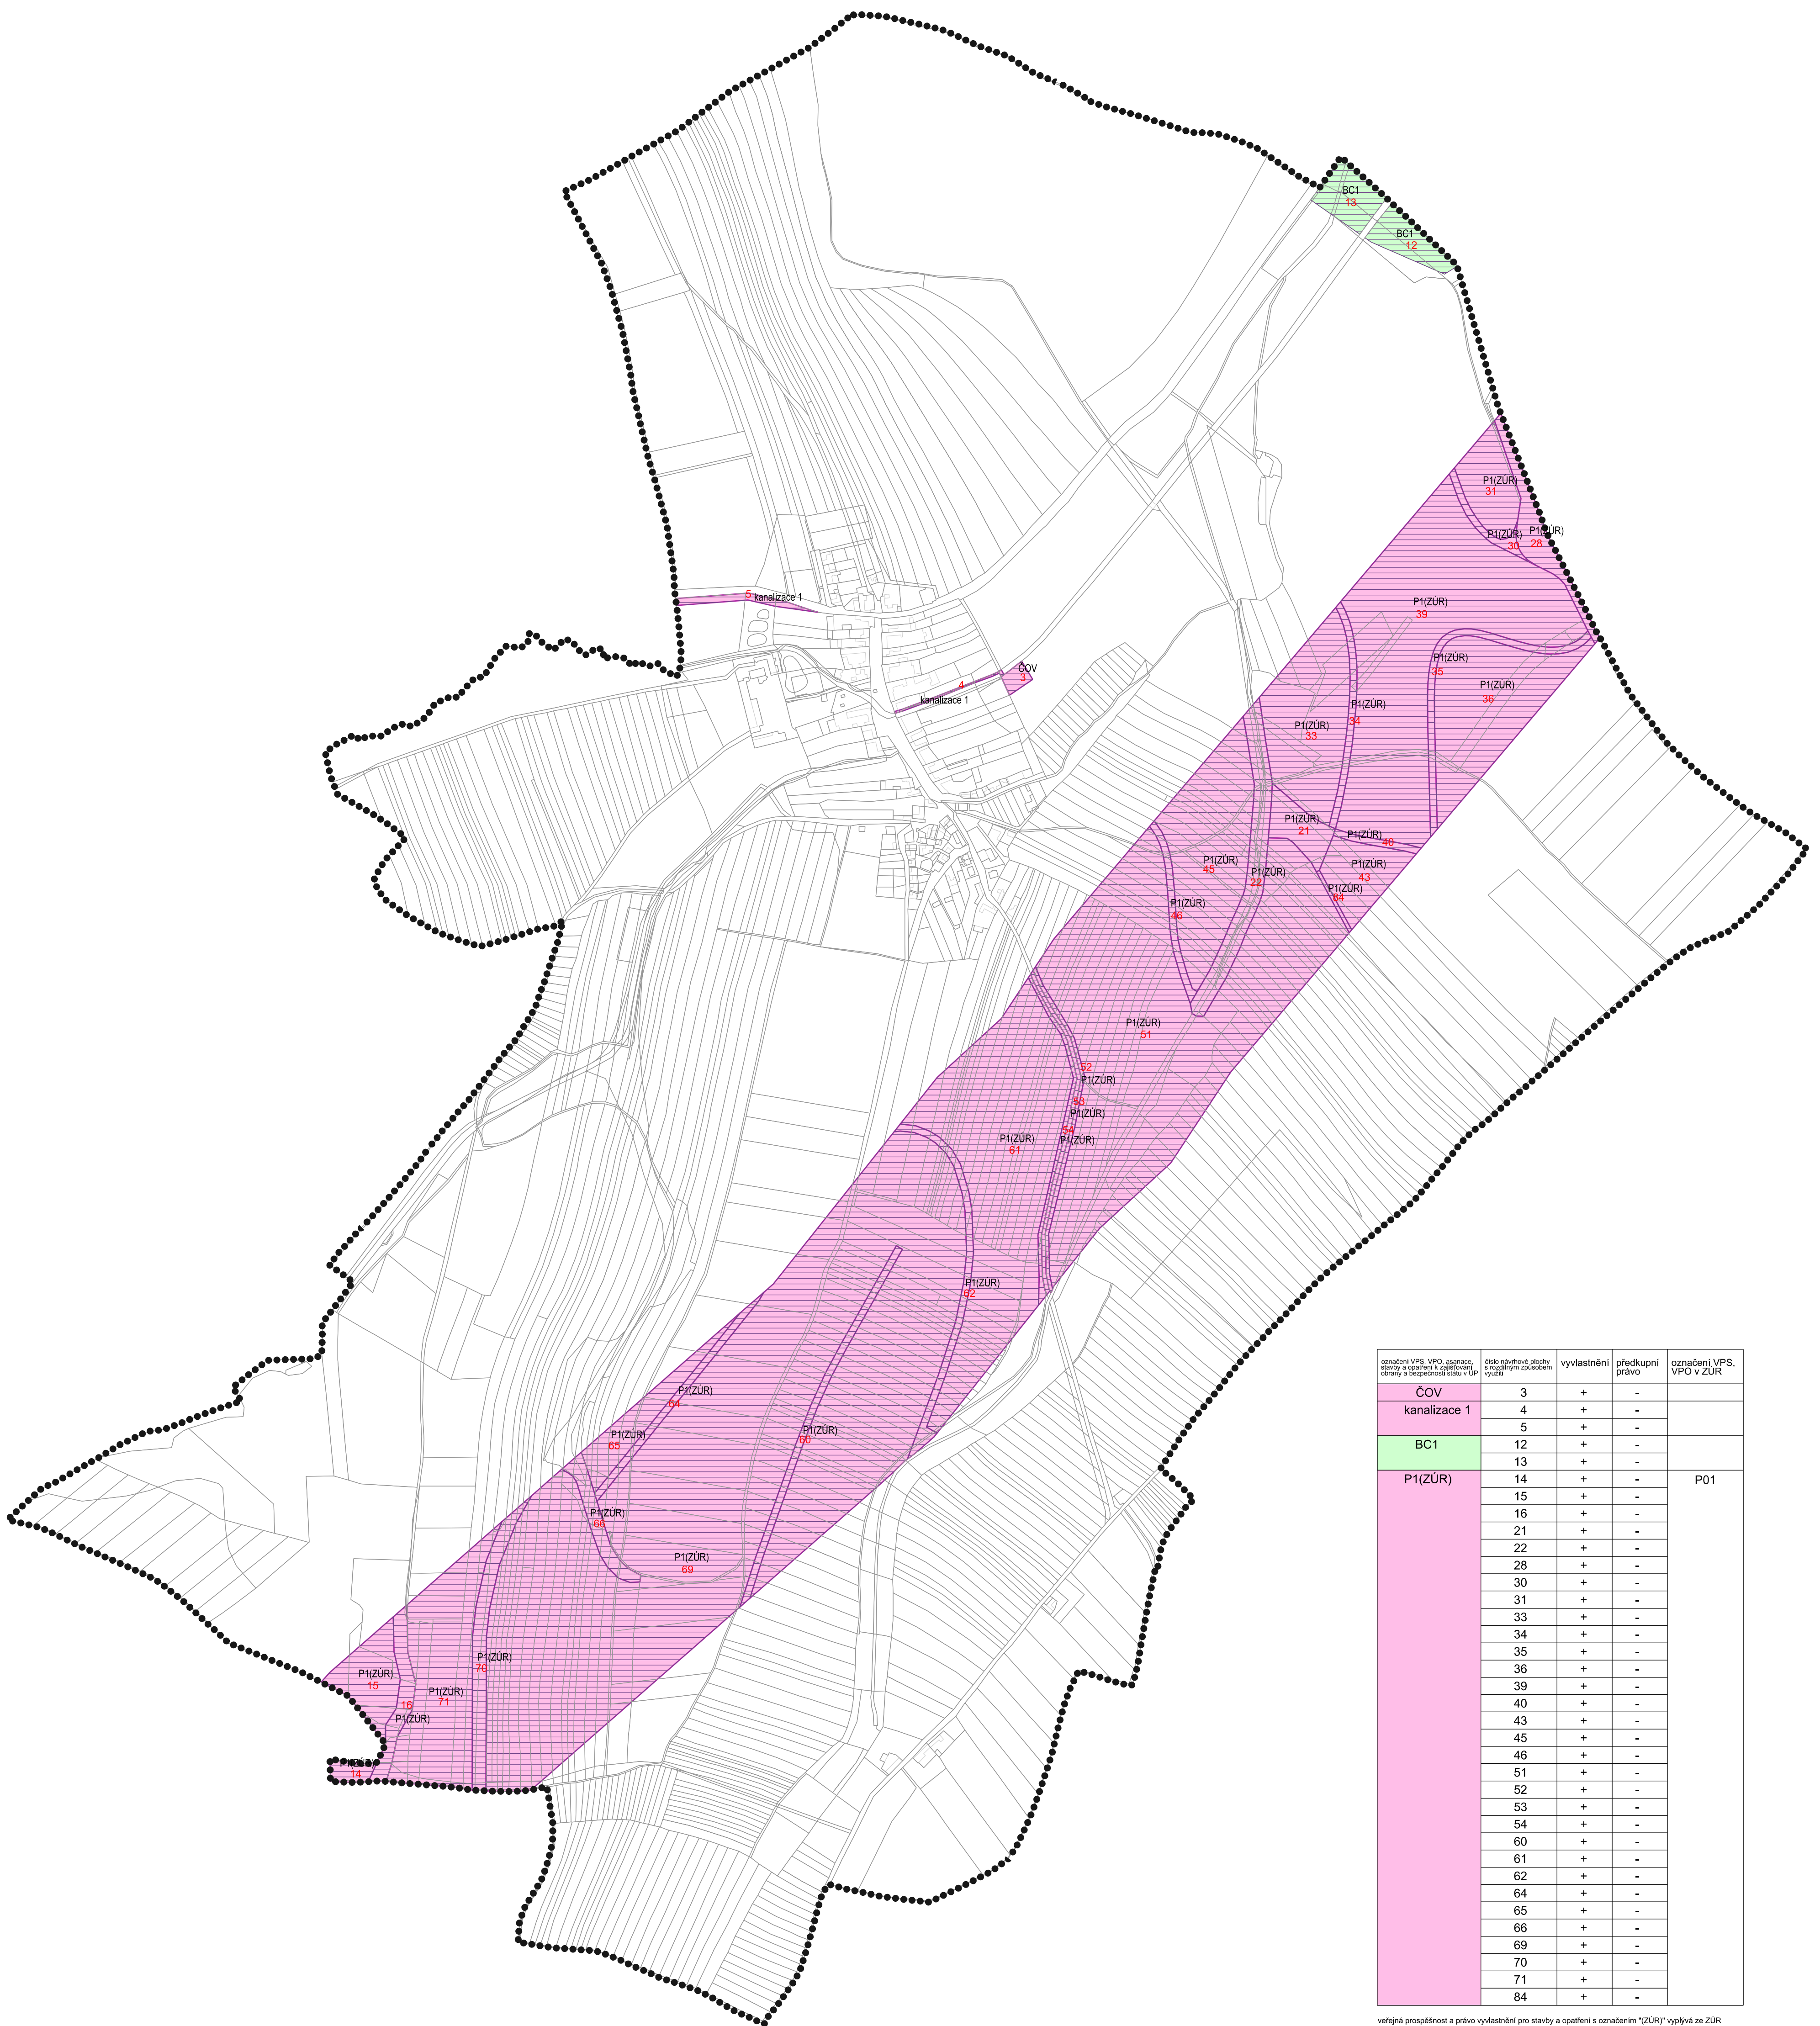 BC1
13
BC1
12
P1(ZÚR)
31
P1(ZÚR)
30
P1(ZÚR)
28
5 kanalizace 1
P1(ZÚR)
39
P1(ZÚR)
35
P1(ZÚR)
36
ČOV
3
4
kanalizace 1
P1(ZÚR)
34
P1(ZÚR)
33
P1(ZÚR)
21
P1(ZÚR)
40
P1(ZÚR)
45
P1(ZÚR)
22
P1(ZÚR)
43
P1(ZÚR)
84
P1(ZÚR)
46
P1(ZÚR)
51
52
P1(ZÚR)
53
P1(ZÚR)
54
P1(ZÚR)
P1(ZÚR)
61
P1(ZÚR)
62
P1(ZÚR)
64
P1(ZÚR)
65
P1(ZÚR)
60
P1(ZÚR)
66
P1(ZÚR)
69
P1(ZÚR)
70
P1(ZÚR)
15
P1(ZÚR)
71
16
P1(ZÚR)
P1(ZÚR)
14
označení VPS, VPO, asanace,
stavby a opatření k zajišťování
obrany a bezpečnosti státu v ÚP
číslo návrhové plochy
s rozdílným způsobem
využití
vyvlastnění
předkupní
právo
označení VPS,
VPO v ZÚR
ČOV 3 + -
kanalizace 1 4 + -
5 + -
BC1 12 + -
13 + -
P1(ZÚR) 14 + - P01
15 + -
16 + -
21 + -
22 + -
28 + -
30 + -
31 + -
33 + -
34 + -
35 + -
36 + -
39 + -
40 + -
43 + -
45 + -
46 + -
51 + -
52 + -
53 + -
54 + -
60 + -
61 + -
62 + -
64 + -
65 + -
66 + -
69 + -
70 + -
71 + -
84 + -
veřejná prospěšnost a právo vyvlastnění pro stavby a opatření s označením "(ZÚR)" vyplývá ze ZÚR